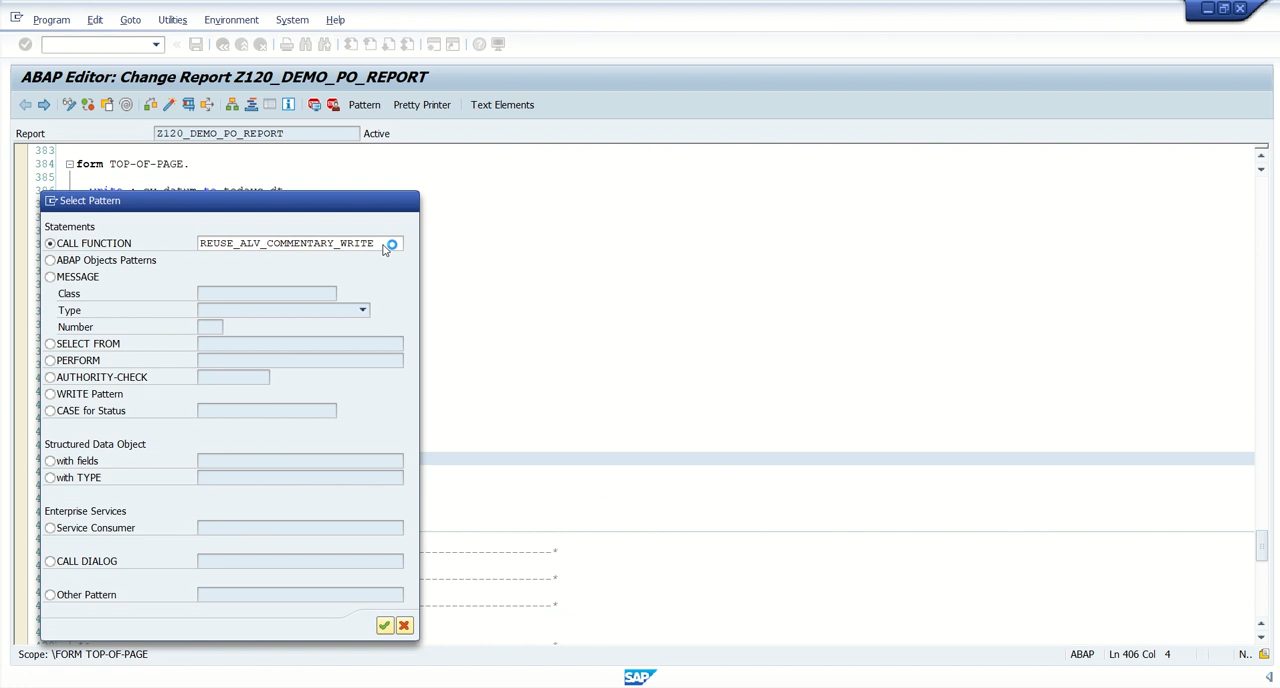 Program Edit Goto Utilities Environment System Help
ABAP Editor: Change Report Z120_DEMO_PO_REPORT
Pattern Pretty Printer Text Elements
Report Z120_DEMO_PO_REPORT Active
383
384 form TOP-OF-PAGE.
385
Select Pattern
Statements
CALL FUNCTION REUSE_ALV_COMMENTARY_WRITE
ABAP Objects Patterns
MESSAGE
Class
Type
Number
SELECT FROM
PERFORM
AUTHORITY-CHECK
WRITE Pattern
CASE for Status
Structured Data Object
with fields
with TYPE
Enterprise Services
Service Consumer
CALL DIALOG
Other Pattern
Scope: \FORM TOP-OF-PAGE ABAP Ln 406 Col 4 N..
SAP